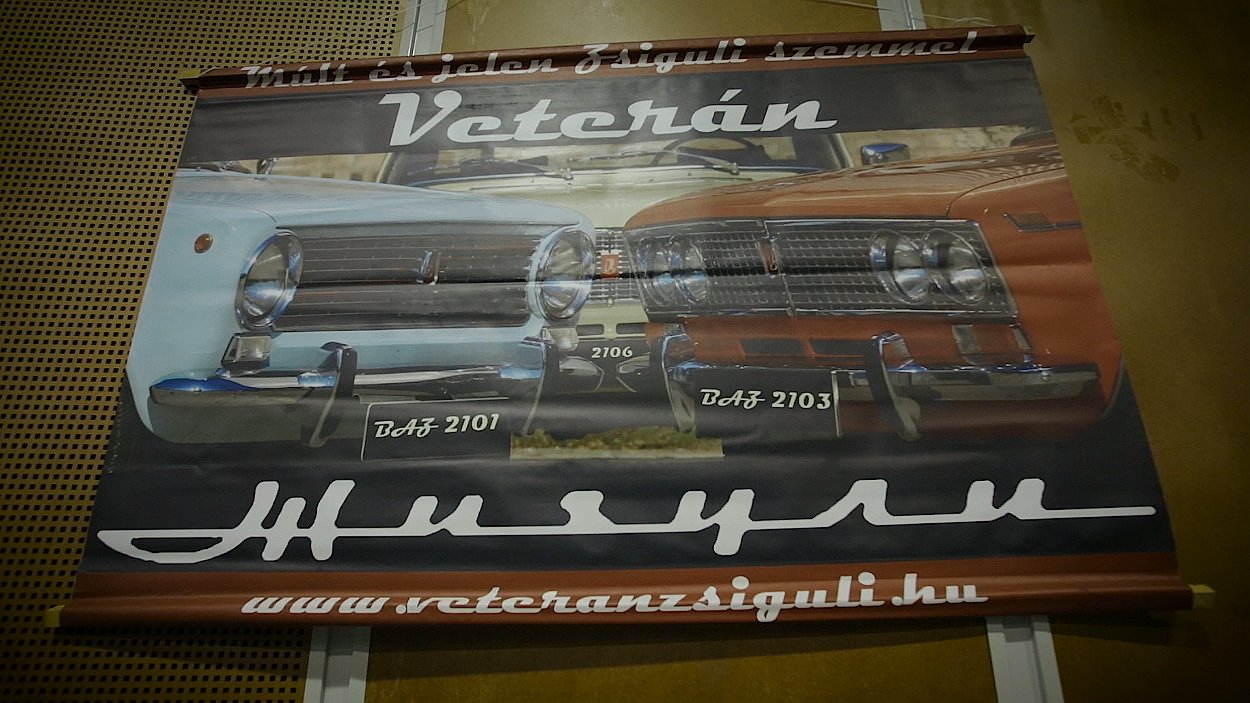 Múlt és jelen Zsiguli szemmel
Veterán
2106
BAZ 2103
BAZ 2101
Жигули
www.veteranzsiguli.hu